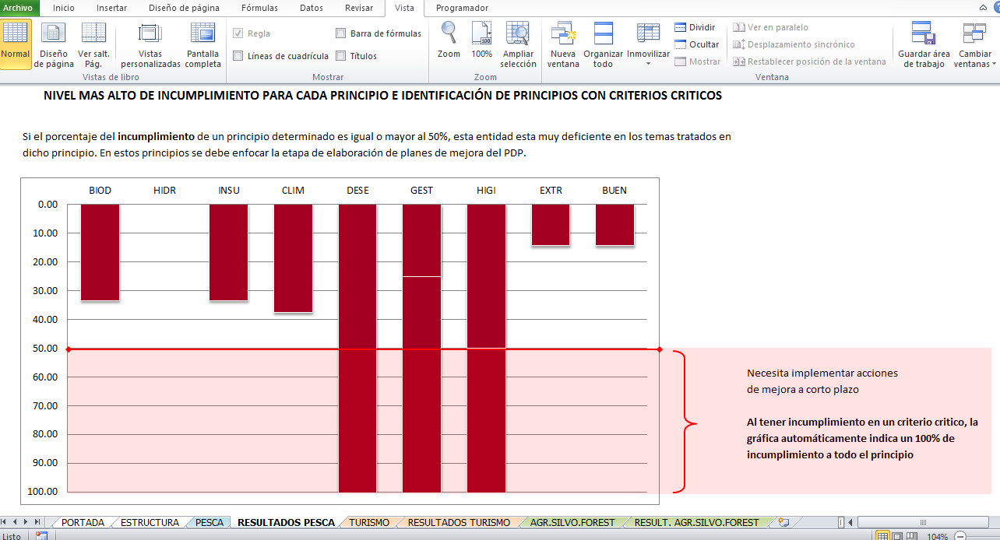 Archivo Inicio Insertar Diseño de página Fórmulas Datos Revisar Vista Programador
Normal Diseño de página Ver salt. Pág. Vistas personalizadas Pantalla completa
Vistas de libro
Regla Barra de fórmulas
Líneas de cuadrícula Títulos
Mostrar
Zoom 100% Ampliar selección
Zoom
Nueva ventana Organizar todo Inmovilizar
Dividir
Ocultar
Mostrar
Ver en paralelo
Desplazamiento sincrónico
Restablecer posición de la ventana
Guardar área de trabajo Cambiar ventanas
Ventana
NIVEL MAS ALTO DE INCUMPLIMIENTO PARA CADA PRINCIPIO E IDENTIFICACIÓN DE PRINCIPIOS CON CRITERIOS CRITICOS
Si el porcentaje del incumplimiento de un principio determinado es igual o mayor al 50%, esta entidad esta muy deficiente en los temas tratados en
dicho principio. En estos principios se debe enfocar la etapa de elaboración de planes de mejora del PDP.
BIOD HIDR INSU CLIM DESE GEST HIGI EXTR BUEN
0.00
10.00
20.00
30.00
40.00
50.00
60.00
70.00
80.00
90.00
100.00
Necesita implementar acciones
de mejora a corto plazo
Al tener incumplimiento en un criterio critico, la
gráfica automáticamente indica un 100% de
incumplimiento a todo el principio
PORTADA ESTRUCTURA PESCA RESULTADOS PESCA TURISMO RESULTADOS TURISMO AGR.SILVO.FOREST RESULT. AGR.SILVO.FOREST
Listo 104%